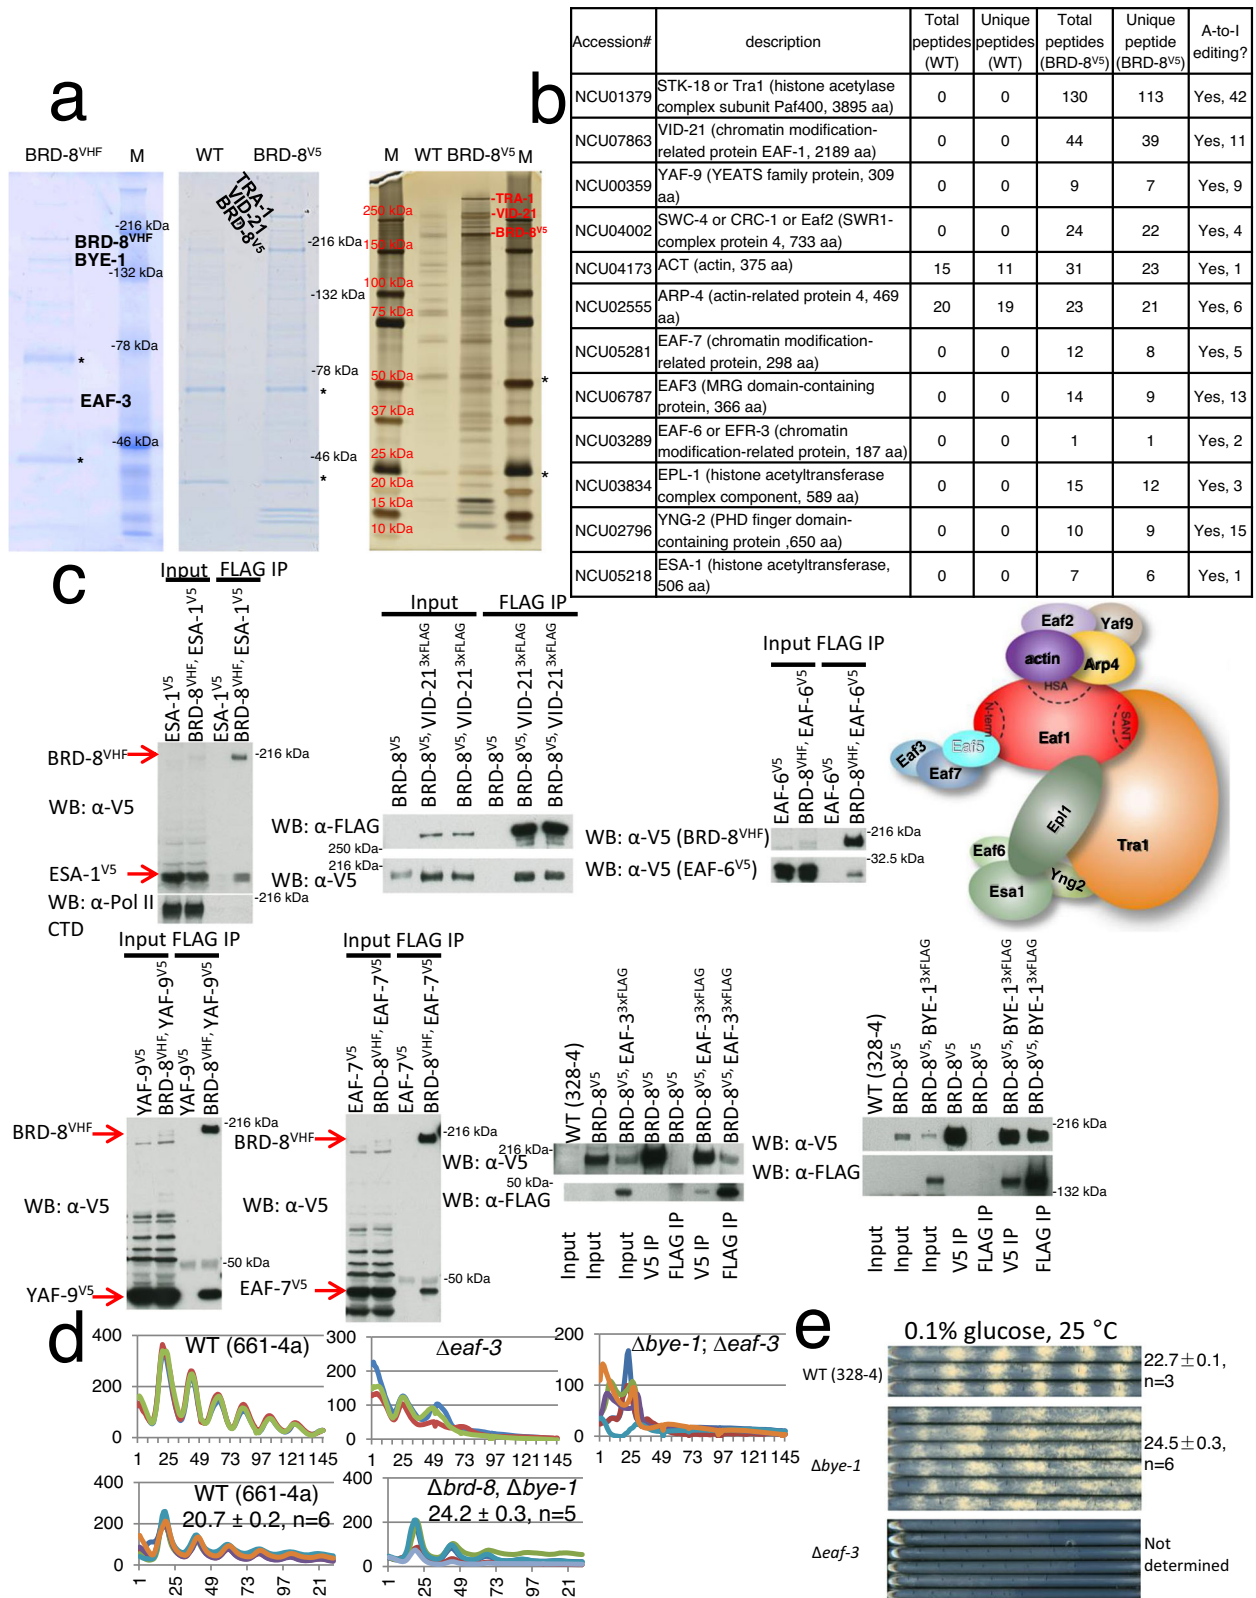 a
BRD-8VHF M
-216 kDa
BRD-8VHF
BYE-1
-132 kDa
-78 kDa
*
EAF-3
-46 kDa
*
WT BRD-8V5
TRA-1
VID-21
BRD-8V5
-216 kDa
-132 kDa
-78 kDa
*
-46 kDa
*
M WT BRD-8V5 M
250 kDa
150 kDa
100 kDa
75 kDa
50 kDa
37 kDa
25 kDa
20 kDa
15 kDa
10 kDa
-TRA-1
-VID-21
-BRD-8V5
*
*
b
Accession# description Total peptides (WT) Unique peptides (WT) Total peptides (BRD-8V5) Unique peptide (BRD-8V5) A-to-I editing?
NCU01379 STK-18 or Tra1 (histone acetylase complex subunit Paf400, 3895 aa) 0 0 130 113 Yes, 42
NCU07863 VID-21 (chromatin modification-related protein EAF-1, 2189 aa) 0 0 44 39 Yes, 11
NCU00359 YAF-9 (YEATS family protein, 309 aa) 0 0 9 7 Yes, 9
NCU04002 SWC-4 or CRC-1 or Eaf2 (SWR1-complex protein 4, 733 aa) 0 0 24 22 Yes, 4
NCU04173 ACT (actin, 375 aa) 15 11 31 23 Yes, 1
NCU02555 ARP-4 (actin-related protein 4, 469 aa) 20 19 23 21 Yes, 6
NCU05281 EAF-7 (chromatin modification-related protein, 298 aa) 0 0 12 8 Yes, 5
NCU06787 EAF3 (MRG domain-containing protein, 366 aa) 0 0 14 9 Yes, 13
NCU03289 EAF-6 or EFR-3 (chromatin modification-related protein, 187 aa) 0 0 1 1 Yes, 2
NCU03834 EPL-1 (histone acetyltransferase complex component, 589 aa) 0 0 15 12 Yes, 3
NCU02796 YNG-2 (PHD finger domain-containing protein ,650 aa) 0 0 10 9 Yes, 15
NCU05218 ESA-1 (histone acetyltransferase, 506 aa) 0 0 7 6 Yes, 1
c
Input FLAG IP
ESA-1V5
BRD-8VHF, ESA-1V5
ESA-1V5
BRD-8VHF, ESA-1V5
BRD-8VHF
-216 kDa
WB: α-V5
ESA-1V5
WB: α-Pol II
CTD
-216 kDa
Input FLAG IP
BRD-8V5
BRD-8V5, VID-213xFLAG
BRD-8V5, VID-213xFLAG
BRD-8V5
BRD-8V5, VID-213xFLAG
BRD-8V5, VID-213xFLAG
WB: α-FLAG
250 kDa-
216 kDa-
WB: α-V5
Input FLAG IP
EAF-6V5
BRD-8VHF, EAF-6V5
EAF-6V5
BRD-8VHF, EAF-6V5
WB: α-V5 (BRD-8VHF)
-216 kDa
-32.5 kDa
WB: α-V5 (EAF-6V5)
Eaf2
Yaf9
actin
Arp4
HSA
N-term
SANT
Eaf1
Eaf5
Eaf3
Eaf7
Epl1
Tra1
Eaf6
Esa1
Yng2
Input FLAG IP
YAF-9V5
BRD-8VHF, YAF-9V5
YAF-9V5
BRD-8VHF, YAF-9V5
BRD-8VHF
-216 kDa
WB: α-V5
-50 kDa
YAF-9V5
Input FLAG IP
EAF-7V5
BRD-8VHF, EAF-7V5
EAF-7V5
BRD-8VHF, EAF-7V5
BRD-8VHF
-216 kDa
WB: α-V5
-50 kDa
EAF-7V5
WT (328-4)
BRD-8V5
BRD-8V5, EAF-33xFLAG
BRD-8V5
BRD-8V5
BRD-8V5, EAF-33xFLAG
BRD-8V5, EAF-33xFLAG
216 kDa-
WB: α-V5
50 kDa-
WB: α-FLAG
Input
Input
Input
V5 IP
FLAG IP
V5 IP
FLAG IP
WT (328-4)
BRD-8V5
BRD-8V5, BYE-13xFLAG
BRD-8V5
BRD-8V5
BRD-8V5, BYE-13xFLAG
BRD-8V5, BYE-13xFLAG
WB: α-V5
-216 kDa
WB: α-FLAG
-132 kDa
Input
Input
Input
V5 IP
FLAG IP
V5 IP
FLAG IP
d
WT (661-4a)
400
200
0
1 25 49 73 97 121 145
Δeaf-3
300
200
100
0
1 25 49 73 97 121 145
Δbye-1; Δeaf-3
200
100
0
1 25 49 73 97 121 145
WT (661-4a)
20.7 ± 0.2, n=6
400
200
0
1 25 49 73 97 21
Δbrd-8, Δbye-1
24.2 ± 0.3, n=5
400
200
0
1 25 49 73 97 21
e
0.1% glucose, 25 °C
WT (328-4)
22.7±0.1,
n=3
Δbye-1
24.5±0.3,
n=6
Δeaf-3
Not
determined